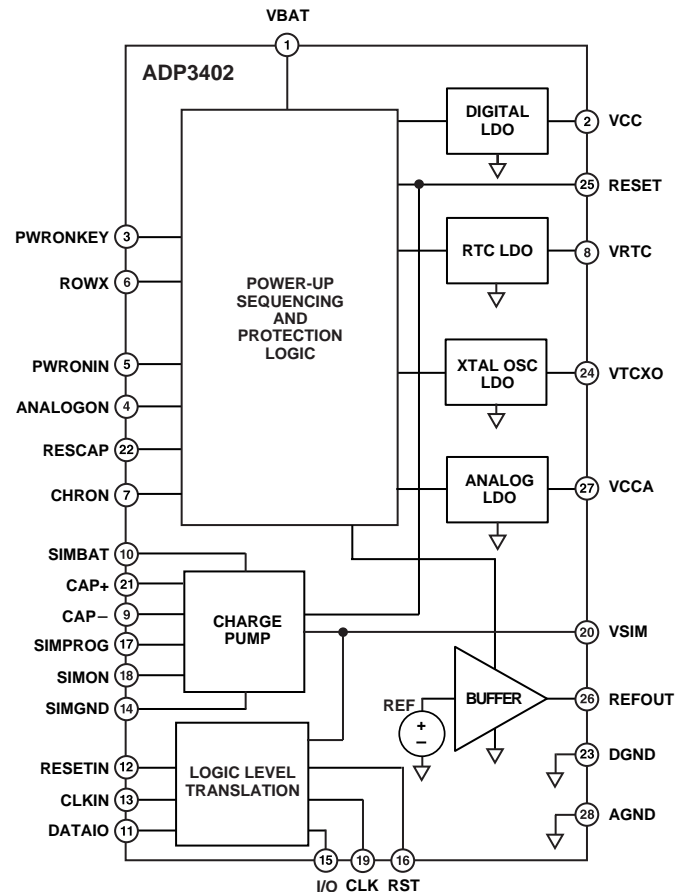 VBAT
1
ADP3402
DIGITAL
LDO
2 VCC
25 RESET
PWRONKEY 3
RTC LDO
8 VRTC
ROWX 6
POWER-UP
SEQUENCING
AND
PROTECTION
LOGIC
PWRONIN 5
XTAL OSC
LDO
24 VTCXO
ANALOGON 4
RESCAP 22
ANALOG
LDO
27 VCCA
CHRON 7
SIMBAT 10
CAP+ 21
CAP− 9
CHARGE
PUMP
SIMPROG 17
20 VSIM
SIMON 18
SIMGND 14
REF
+
−
BUFFER
26 REFOUT
23 DGND
RESETIN 12
LOGIC LEVEL
TRANSLATION
CLKIN 13
DATAIO 11
28 AGND
15 19 16
I/O CLK RST